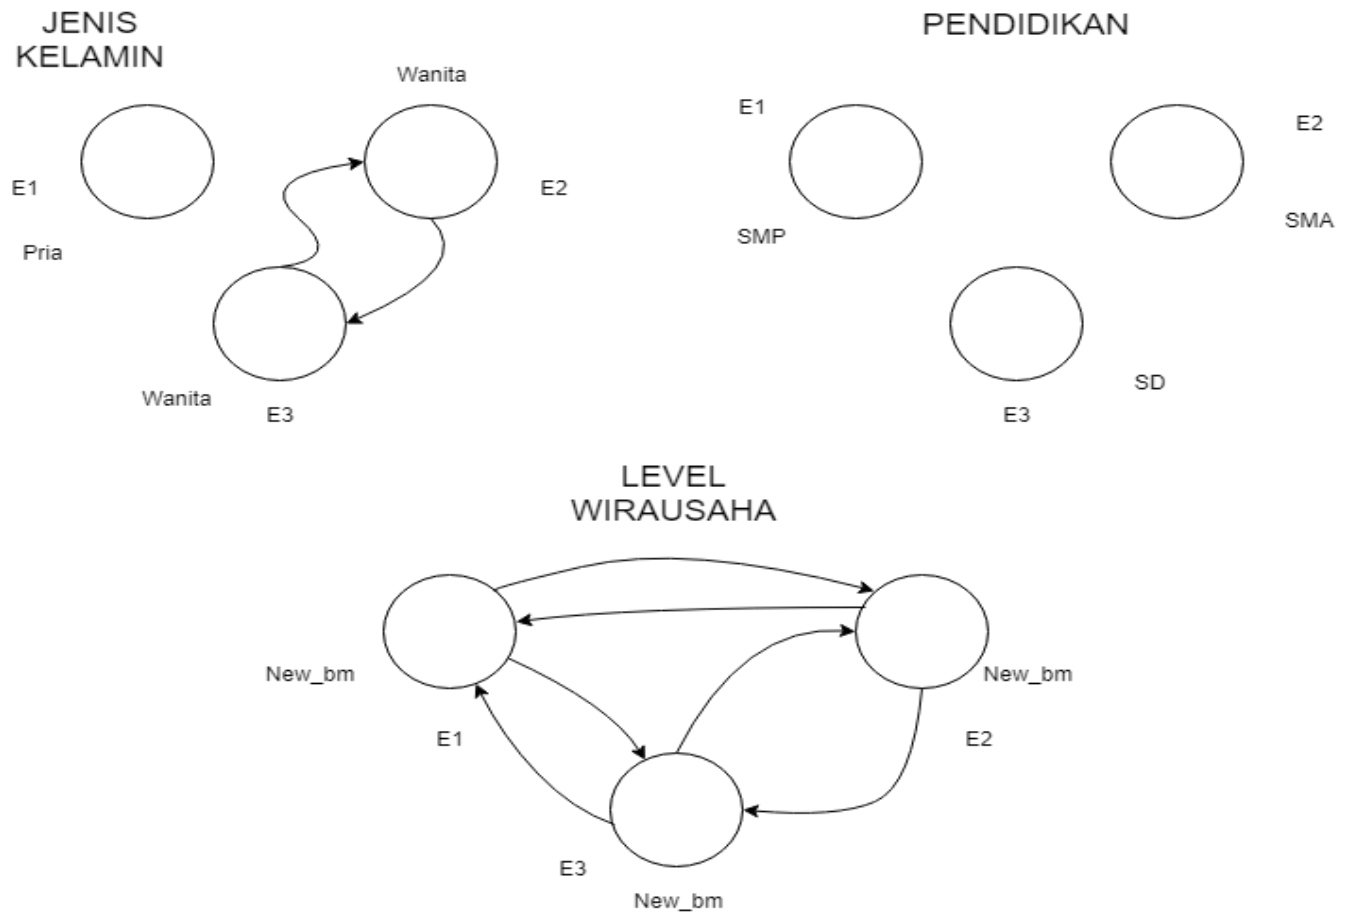 JENIS
KELAMIN
Wanita
E1
E2
Pria
Wanita
E3
PENDIDIKAN
E1
E2
SMP
SMA
SD
E3
LEVEL
WIRAUSAHA
New_bm
New_bm
E1
E2
E3
New_bm